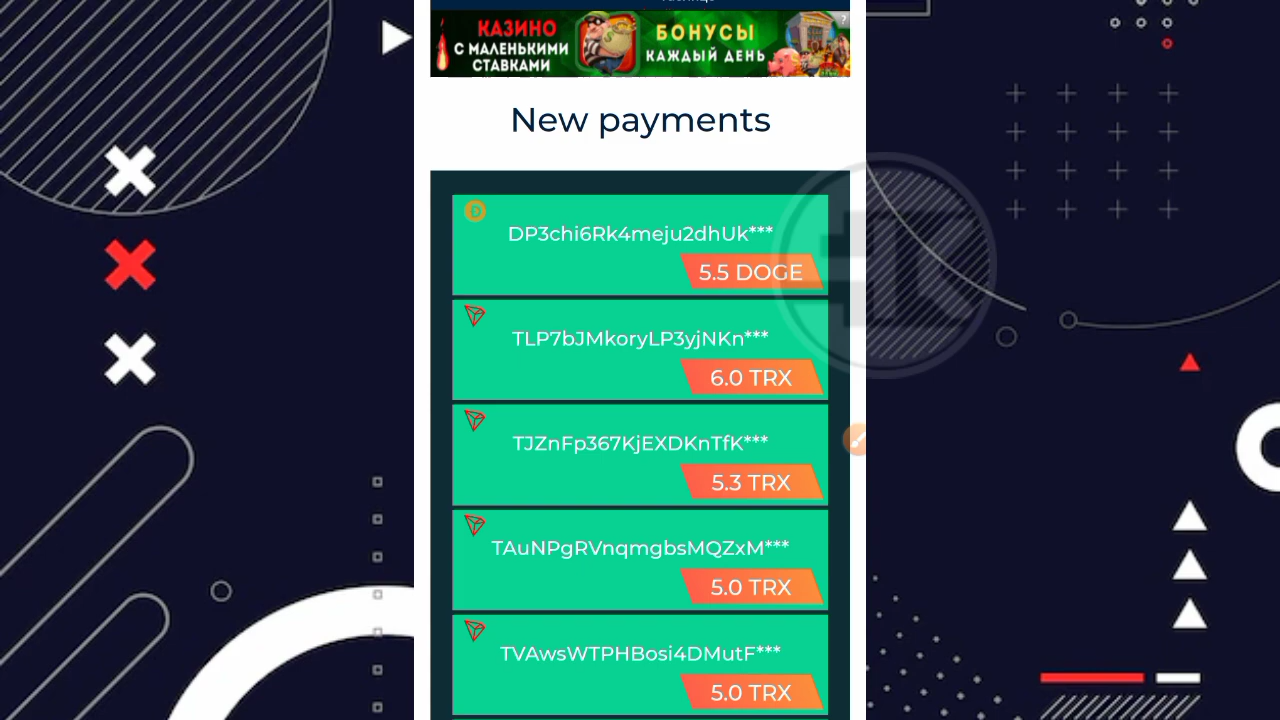 КАЗИНО
С МАЛЕНЬКИМИ
СТАВКАМИ
БОНУСЫ
КАЖДЫЙ ДЕНЬ
?
New payments
DP3chi6Rk4meju2dhUk***
5.5 DOGE
TLP7bJMkoryLP3yjNKn***
6.0 TRX
TJZnFp367KjEXDKnTfK***
5.3 TRX
TAuNPgRVnqmgbsMQZxM***
5.0 TRX
TVAwsWTPHBosi4DMutF***
5.0 TRX